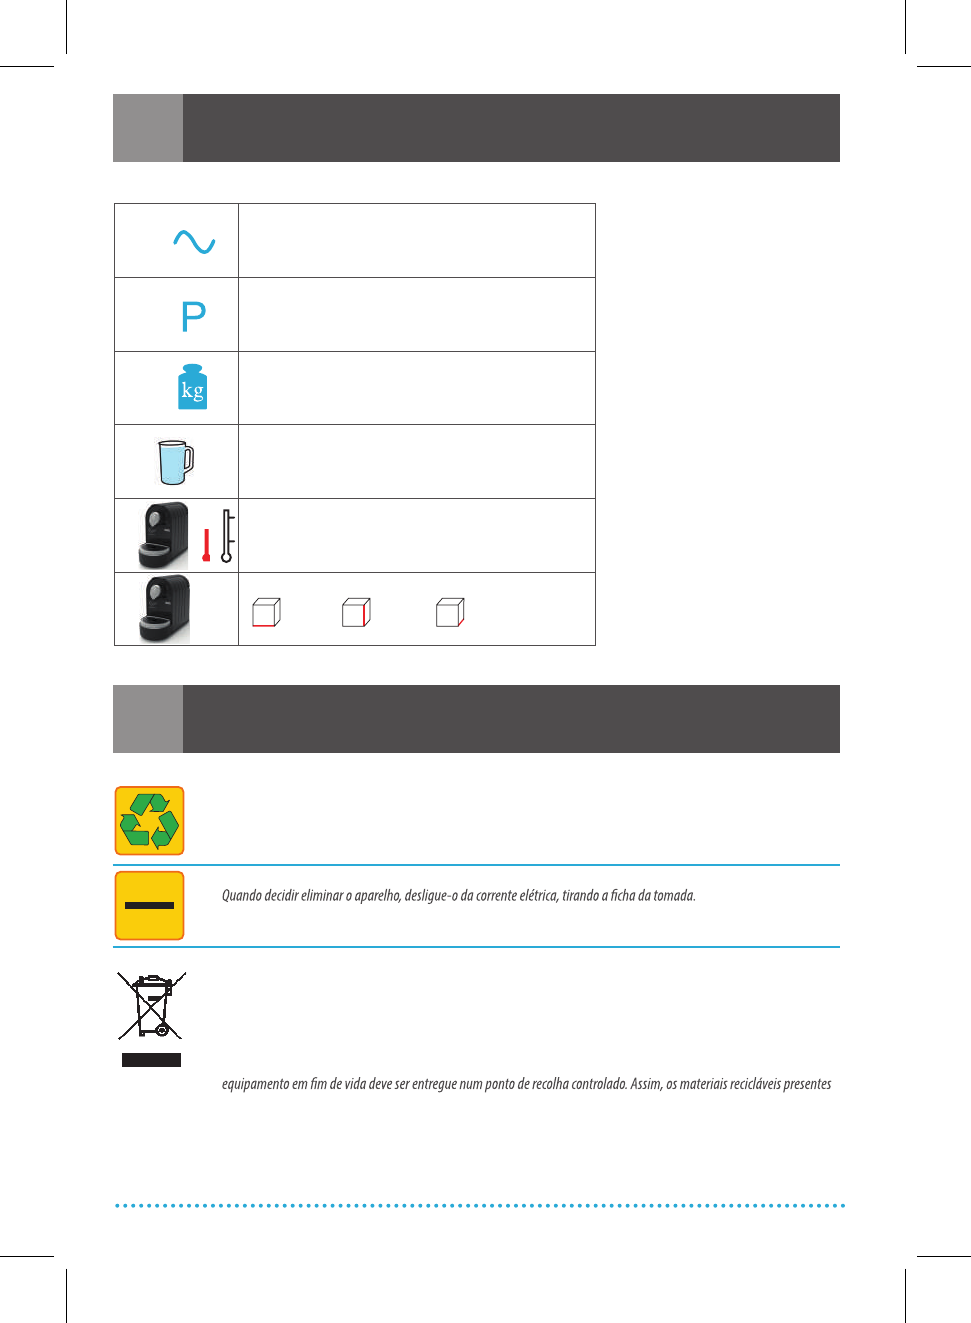 P
kg
Quando decidir eliminar o aparelho, desligue-o da corrente elétrica, tirando a ficha da tomada.
equipamento em fim de vida deve ser entregue num ponto de recolha controlado. Assim, os materiais recicláveis presentes